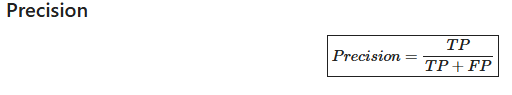 Precision
Precision = TP / TP + FP